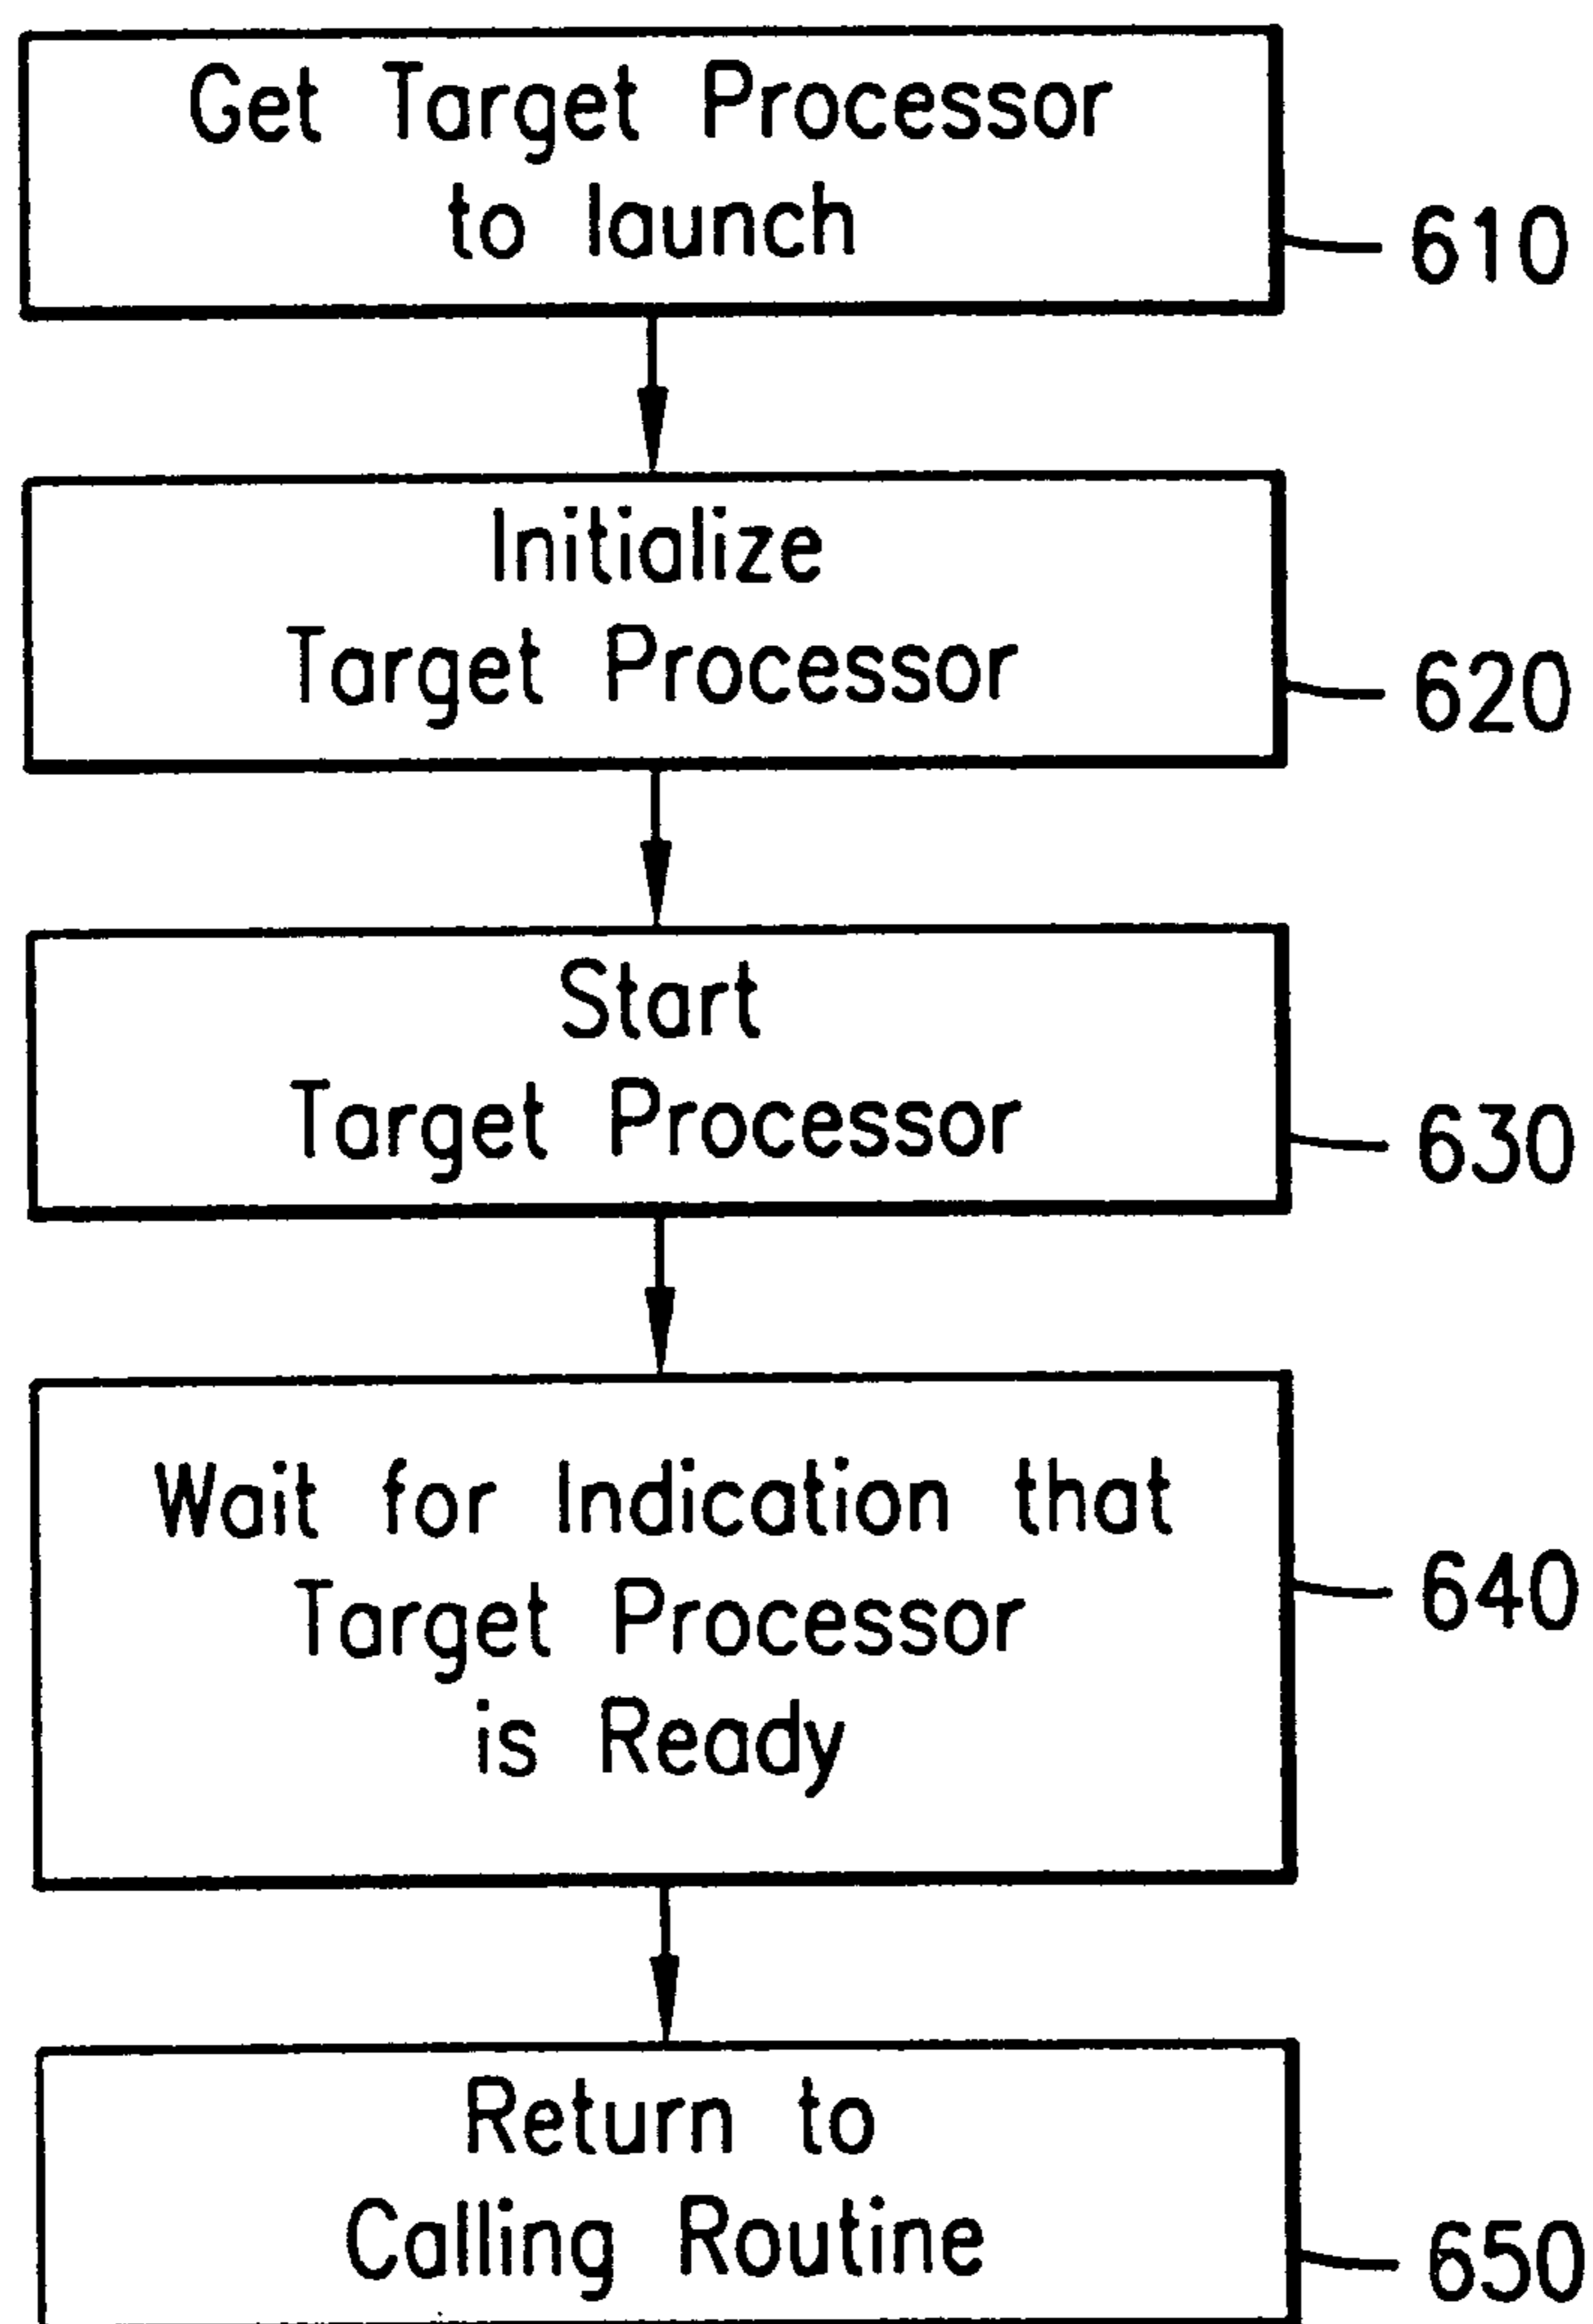 Get Target Processor
to launch
610
Initialize
Target Processor
620
Start
Target Processor
630
Wait for Indication that
Target Processor
is Ready
640
Return to
Calling Routine
650